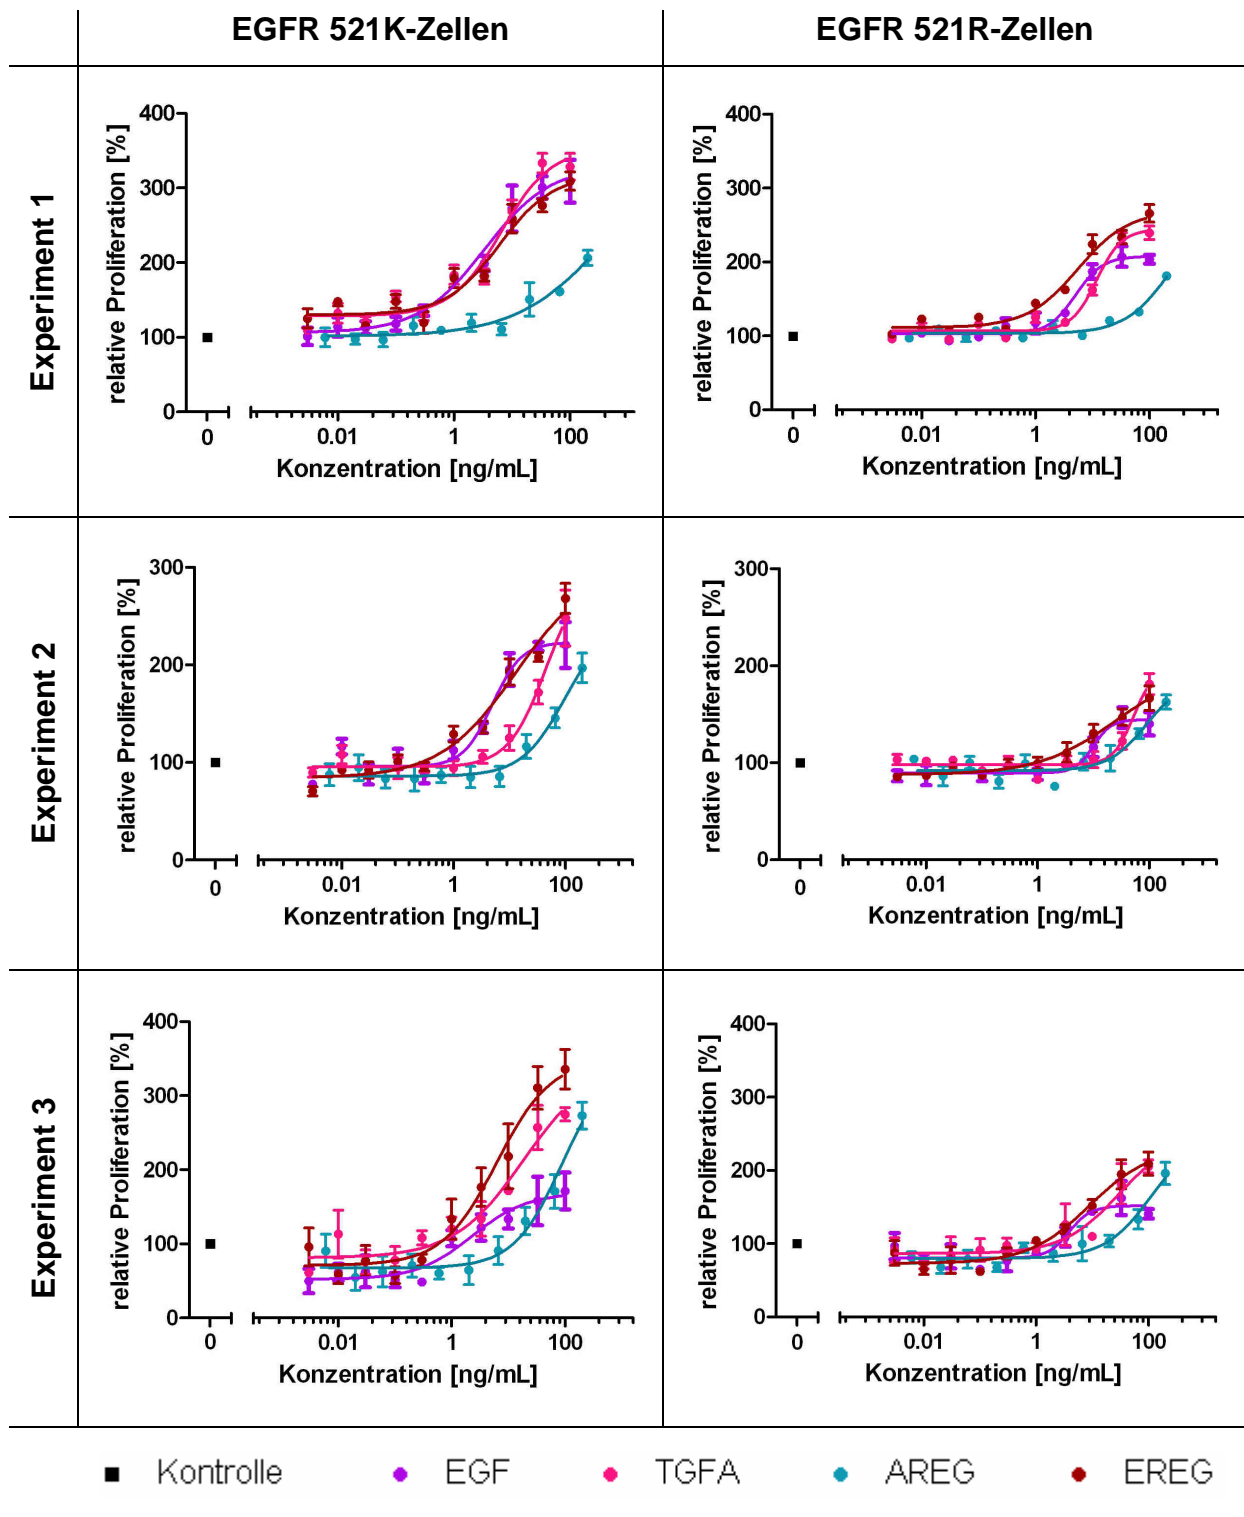 EGFR 521K-Zellen EGFR 521R-Zellen
Experiment 1
relative Proliferation [%]
400
300
200
100
0
0 0.01 1 100
Konzentration [ng/mL]
relative Proliferation [%]
400
300
200
100
0
0 0.01 1 100
Konzentration [ng/mL]
Experiment 2
relative Proliferation [%]
300
200
100
0
0 0.01 1 100
Konzentration [ng/mL]
relative Proliferation [%]
300
200
100
0
0 0.01 1 100
Konzentration [ng/mL]
Experiment 3
relative Proliferation [%]
400
300
200
100
0
0 0.01 1 100
Konzentration [ng/mL]
relative Proliferation [%]
400
300
200
100
0
0 0.01 1 100
Konzentration [ng/mL]
Kontrolle EGF TGFA AREG EREG